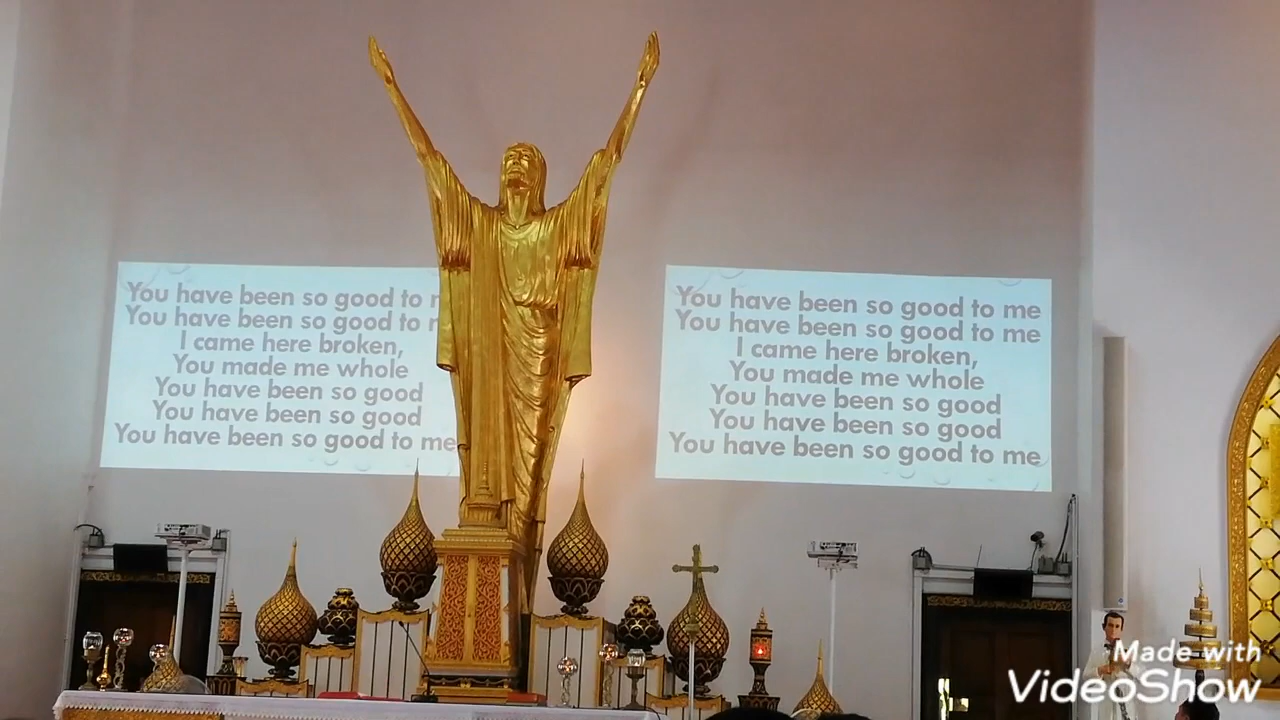 You have been so good to
You have been so good to
I came here broken,
You made me whole
You have been so good
You have been so good
You have been so good to me
You have been so good to me
You have been so good to me
I came here broken,
You made me whole
You have been so good
You have been so good
You have been so good to me
Made with
VideoShow